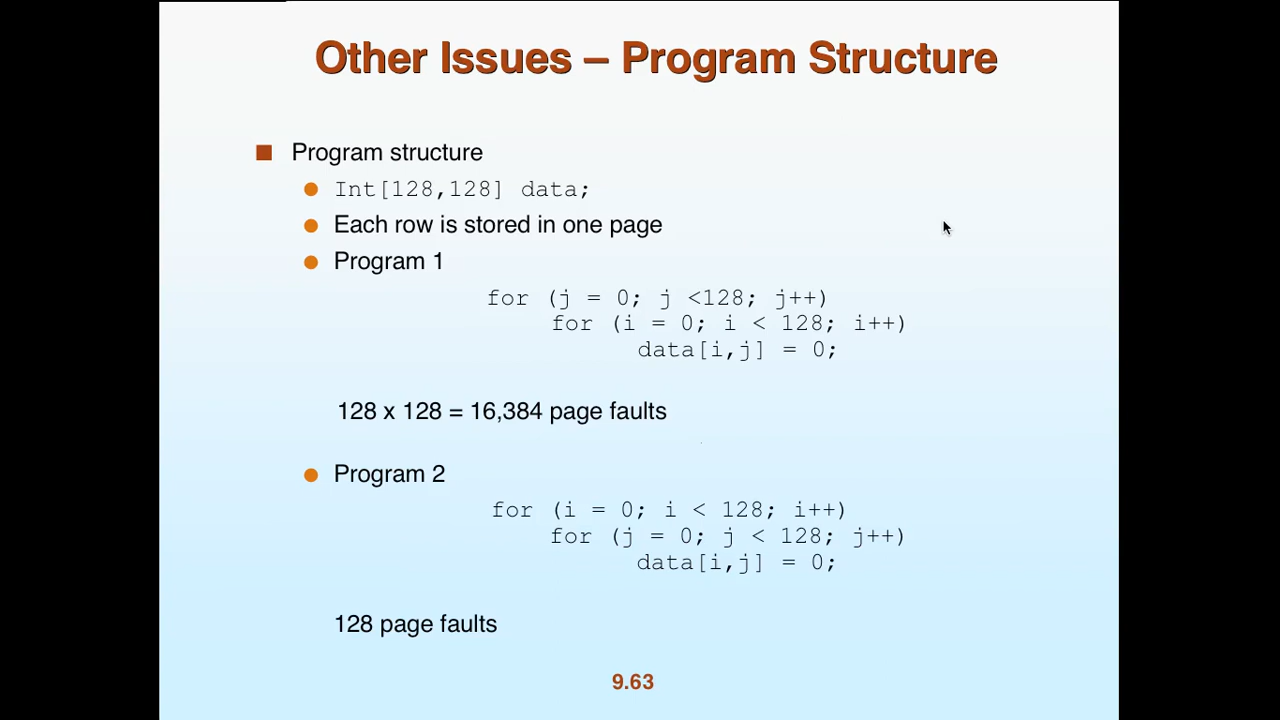 Other Issues – Program Structure
Program structure
Int[128,128] data;
Each row is stored in one page
Program 1
for (j = 0; j <128; j++)
for (i = 0; i < 128; i++)
data[i,j] = 0;
128 x 128 = 16,384 page faults
Program 2
for (i = 0; i < 128; i++)
for (j = 0; j < 128; j++)
data[i,j] = 0;
128 page faults
9.63